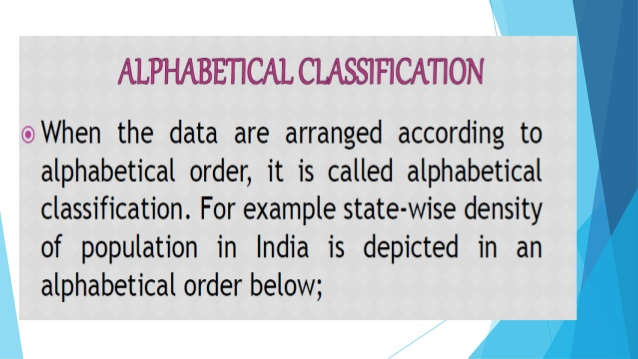 ALPHABETICAL CLASSIFICATION
When the data are arranged according to
alphabetical order, it is called alphabetical
classification. For example state-wise density
of population in India is depicted in an
alphabetical order below;